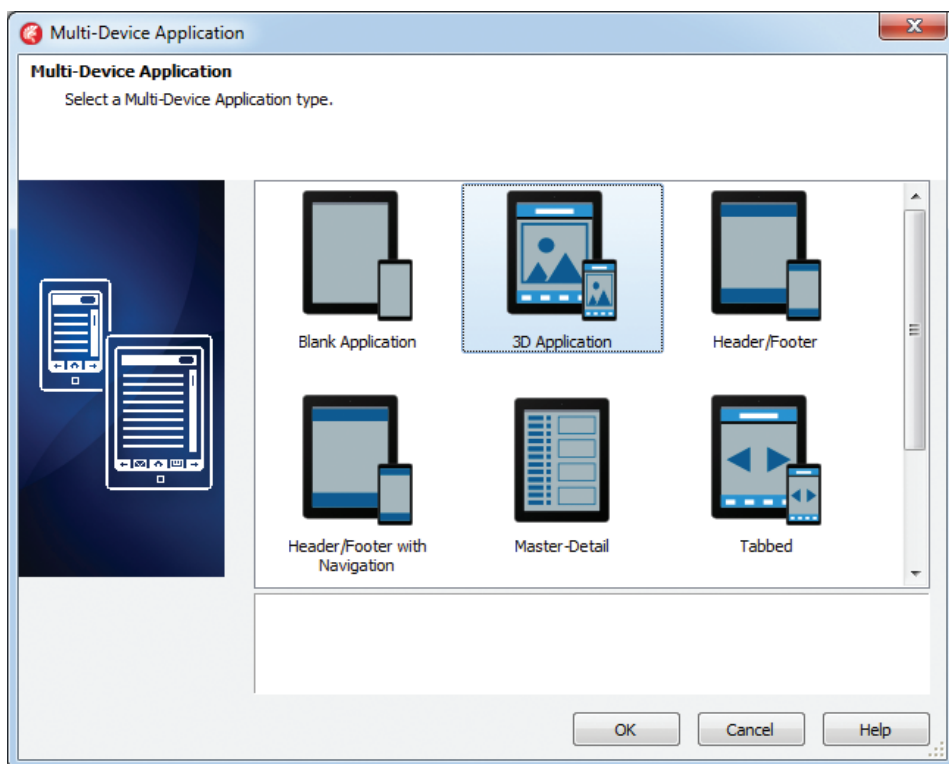 Multi-Device Application
Multi-Device Application
Select a Multi-Device Application type.
Blank Application
3D Application
Header/Footer
Header/Footer with
Navigation
Master-Detail
Tabbed
OK
Cancel
Help